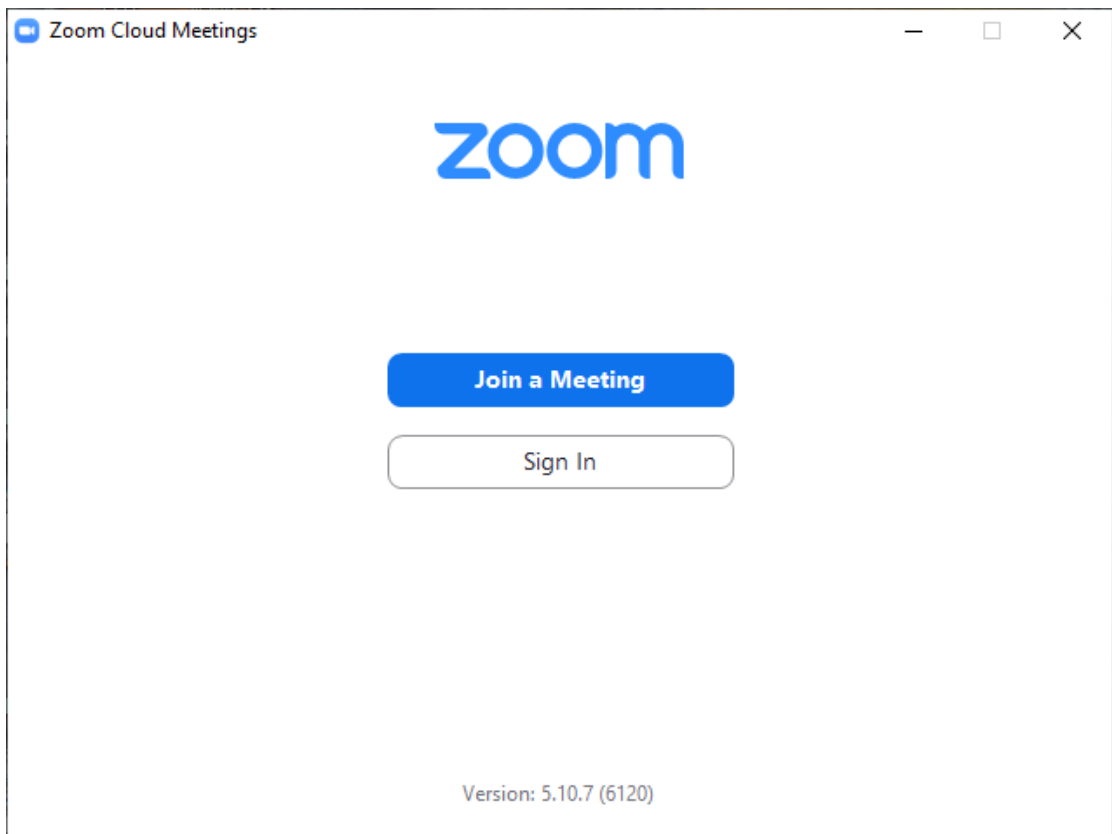 Zoom Cloud Meetings
zoom
Join a Meeting
Sign In
Version: 5.10.7 (6120)